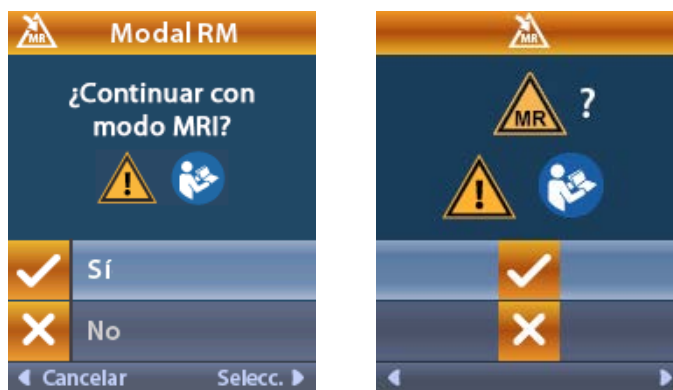 MR
Modal RM
¿Continuar con
modo MRI?
!
Sí
No
Cancelar
Selecc.
MR
MR
?
!